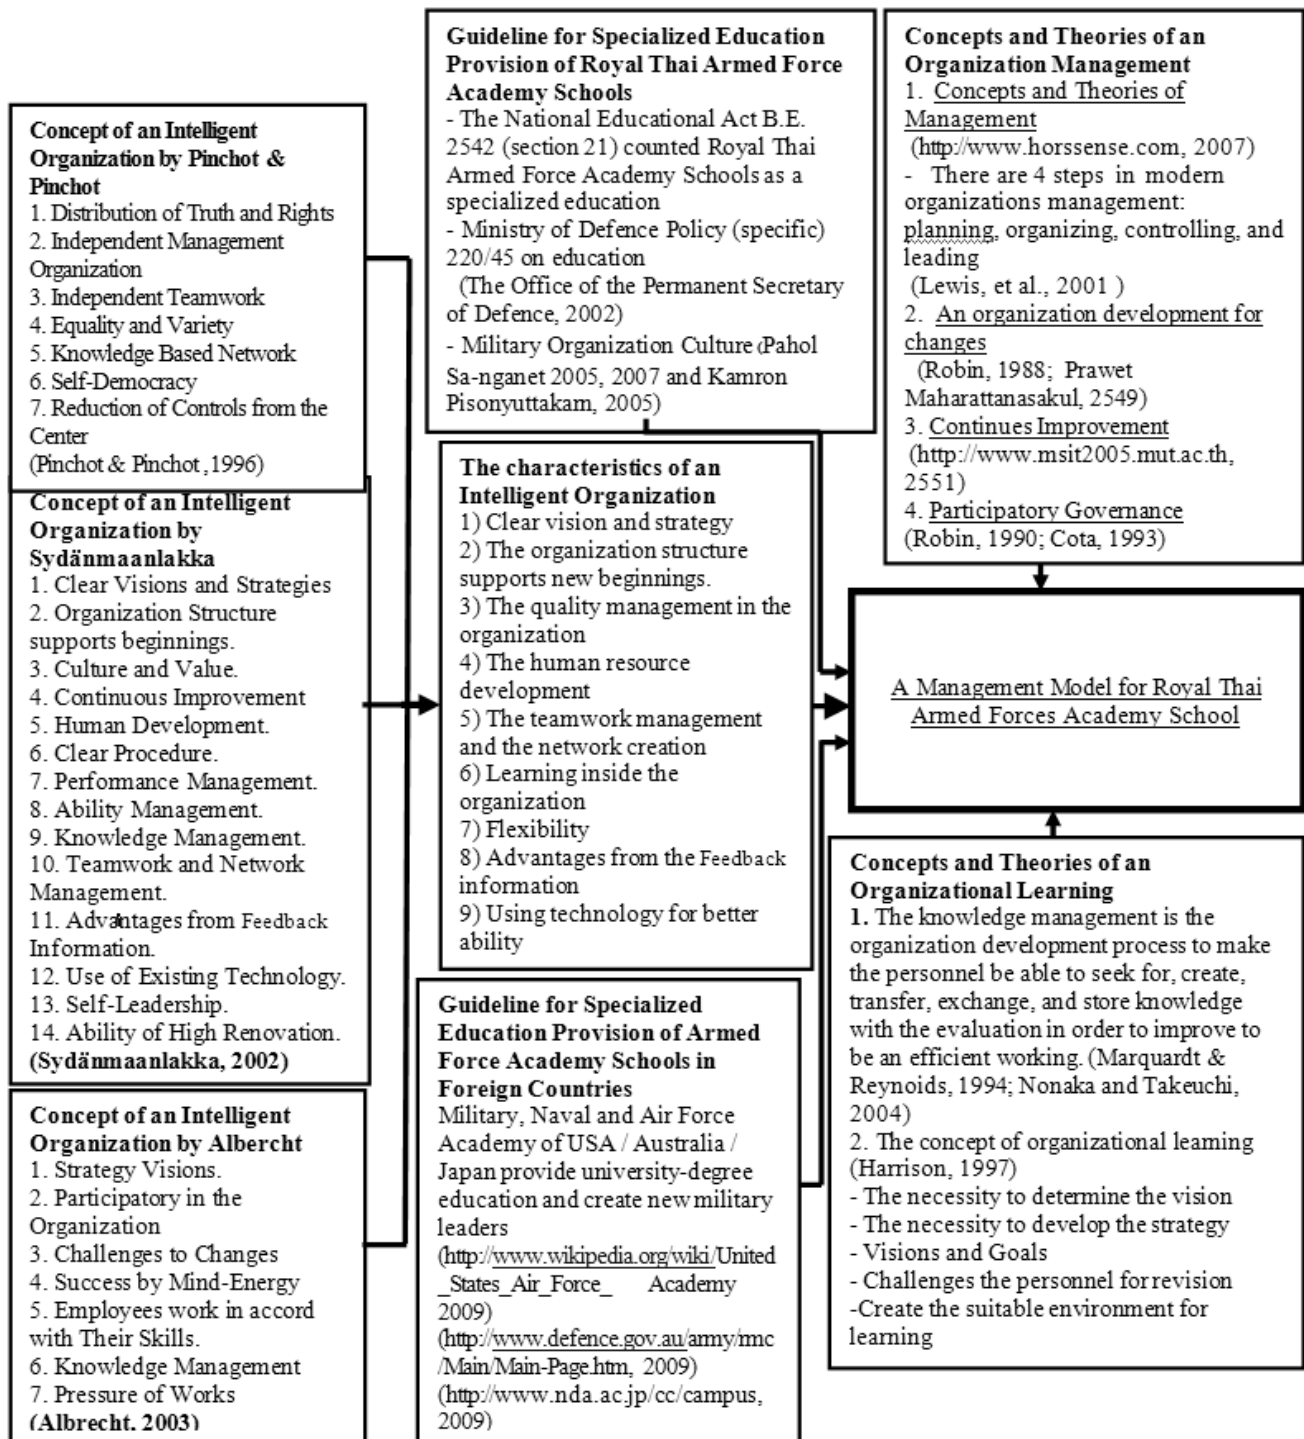 Concept of an Intelligent
Organization by Pinchot &
Pinchot
1. Distribution of Truth and Rights
2. Independent Management
Organization
3. Independent Teamwork
4. Equality and Variety
5. Knowledge Based Network
6. Self-Democracy
7. Reduction of Controls from the
Center
(Pinchot & Pinchot ,1996)
Concept of an Intelligent
Organization by
Sydänmaanlakka
1. Clear Visions and Strategies
2. Organization Structure
supports beginnings.
3. Culture and Value.
4. Continuous Improvement
5. Human Development.
6. Clear Procedure.
7. Performance Management.
8. Ability Management.
9. Knowledge Management.
10. Teamwork and Network
Management.
11. Advantages from Feedback
Information.
12. Use of Existing Technology.
13. Self-Leadership.
14. Ability of High Renovation.
(Sydänmaanlakka, 2002)
Concept of an Intelligent
Organization by Albercht
1. Strategy Visions.
2. Participatory in the
Organization
3. Challenges to Changes
4. Success by Mind-Energy
5. Employees work in accord
with Their Skills.
6. Knowledge Management
7. Pressure of Works
(Albrecht, 2003)
Guideline for Specialized Education
Provision of Royal Thai Armed Force
Academy Schools
- The National Educational Act B.E.
2542 (section 21) counted Royal Thai
Armed Force Academy Schools as a
specialized education
- Ministry of Defence Policy (specific)
220/45 on education
(The Office of the Permanent Secretary
of Defence, 2002)
- Military Organization Culture (Pahol
Sa-nganet 2005, 2007 and Kamron
Pisonyuttakam, 2005)
The characteristics of an
Intelligent Organization
1) Clear vision and strategy
2) The organization structure
supports new beginnings.
3) The quality management in the
organization
4) The human resource
development
5) The teamwork management
and the network creation
6) Learning inside the
organization
7) Flexibility
8) Advantages from the Feedback
information
9) Using technology for better
ability
Guideline for Specialized
Education Provision of Armed
Force Academy Schools in
Foreign Countries
Military, Naval and Air Force
Academy of USA / Australia /
Japan provide university-degree
education and create new military
leaders
(http://www.wikipedia.org/wiki/United
_States_Air_Force_ Academy
2009)
(http://www.defence.gov.au/army/rmc
/Main/Main-Page.htm, 2009)
(http://www.nda.ac.jp/cc/campus,
2009)
Concepts and Theories of an
Organization Management
1. Concepts and Theories of
Management
(http://www.horssense.com, 2007)
- There are 4 steps in modern
organizations management:
planning, organizing, controlling, and
leading
(Lewis, et al., 2001 )
2. An organization development for
changes
(Robin, 1988; Prawet
Maharattanasakul, 2549)
3. Continues Improvement
(http://www.msit2005.mut.ac.th,
2551)
4. Participatory Governance
(Robin, 1990; Cota, 1993)
A Management Model for Royal Thai
Armed Forces Academy School
Concepts and Theories of an
Organizational Learning
1. The knowledge management is the
organization development process to make
the personnel be able to seek for, create,
transfer, exchange, and store knowledge
with the evaluation in order to improve to
be an efficient working. (Marquardt &
Reynoids, 1994; Nonaka and Takeuchi,
2004)
2. The concept of organizational learning
(Harrison, 1997)
- The necessity to determine the vision
- The necessity to develop the strategy
- Visions and Goals
- Challenges the personnel for revision
-Create the suitable environment for
learning